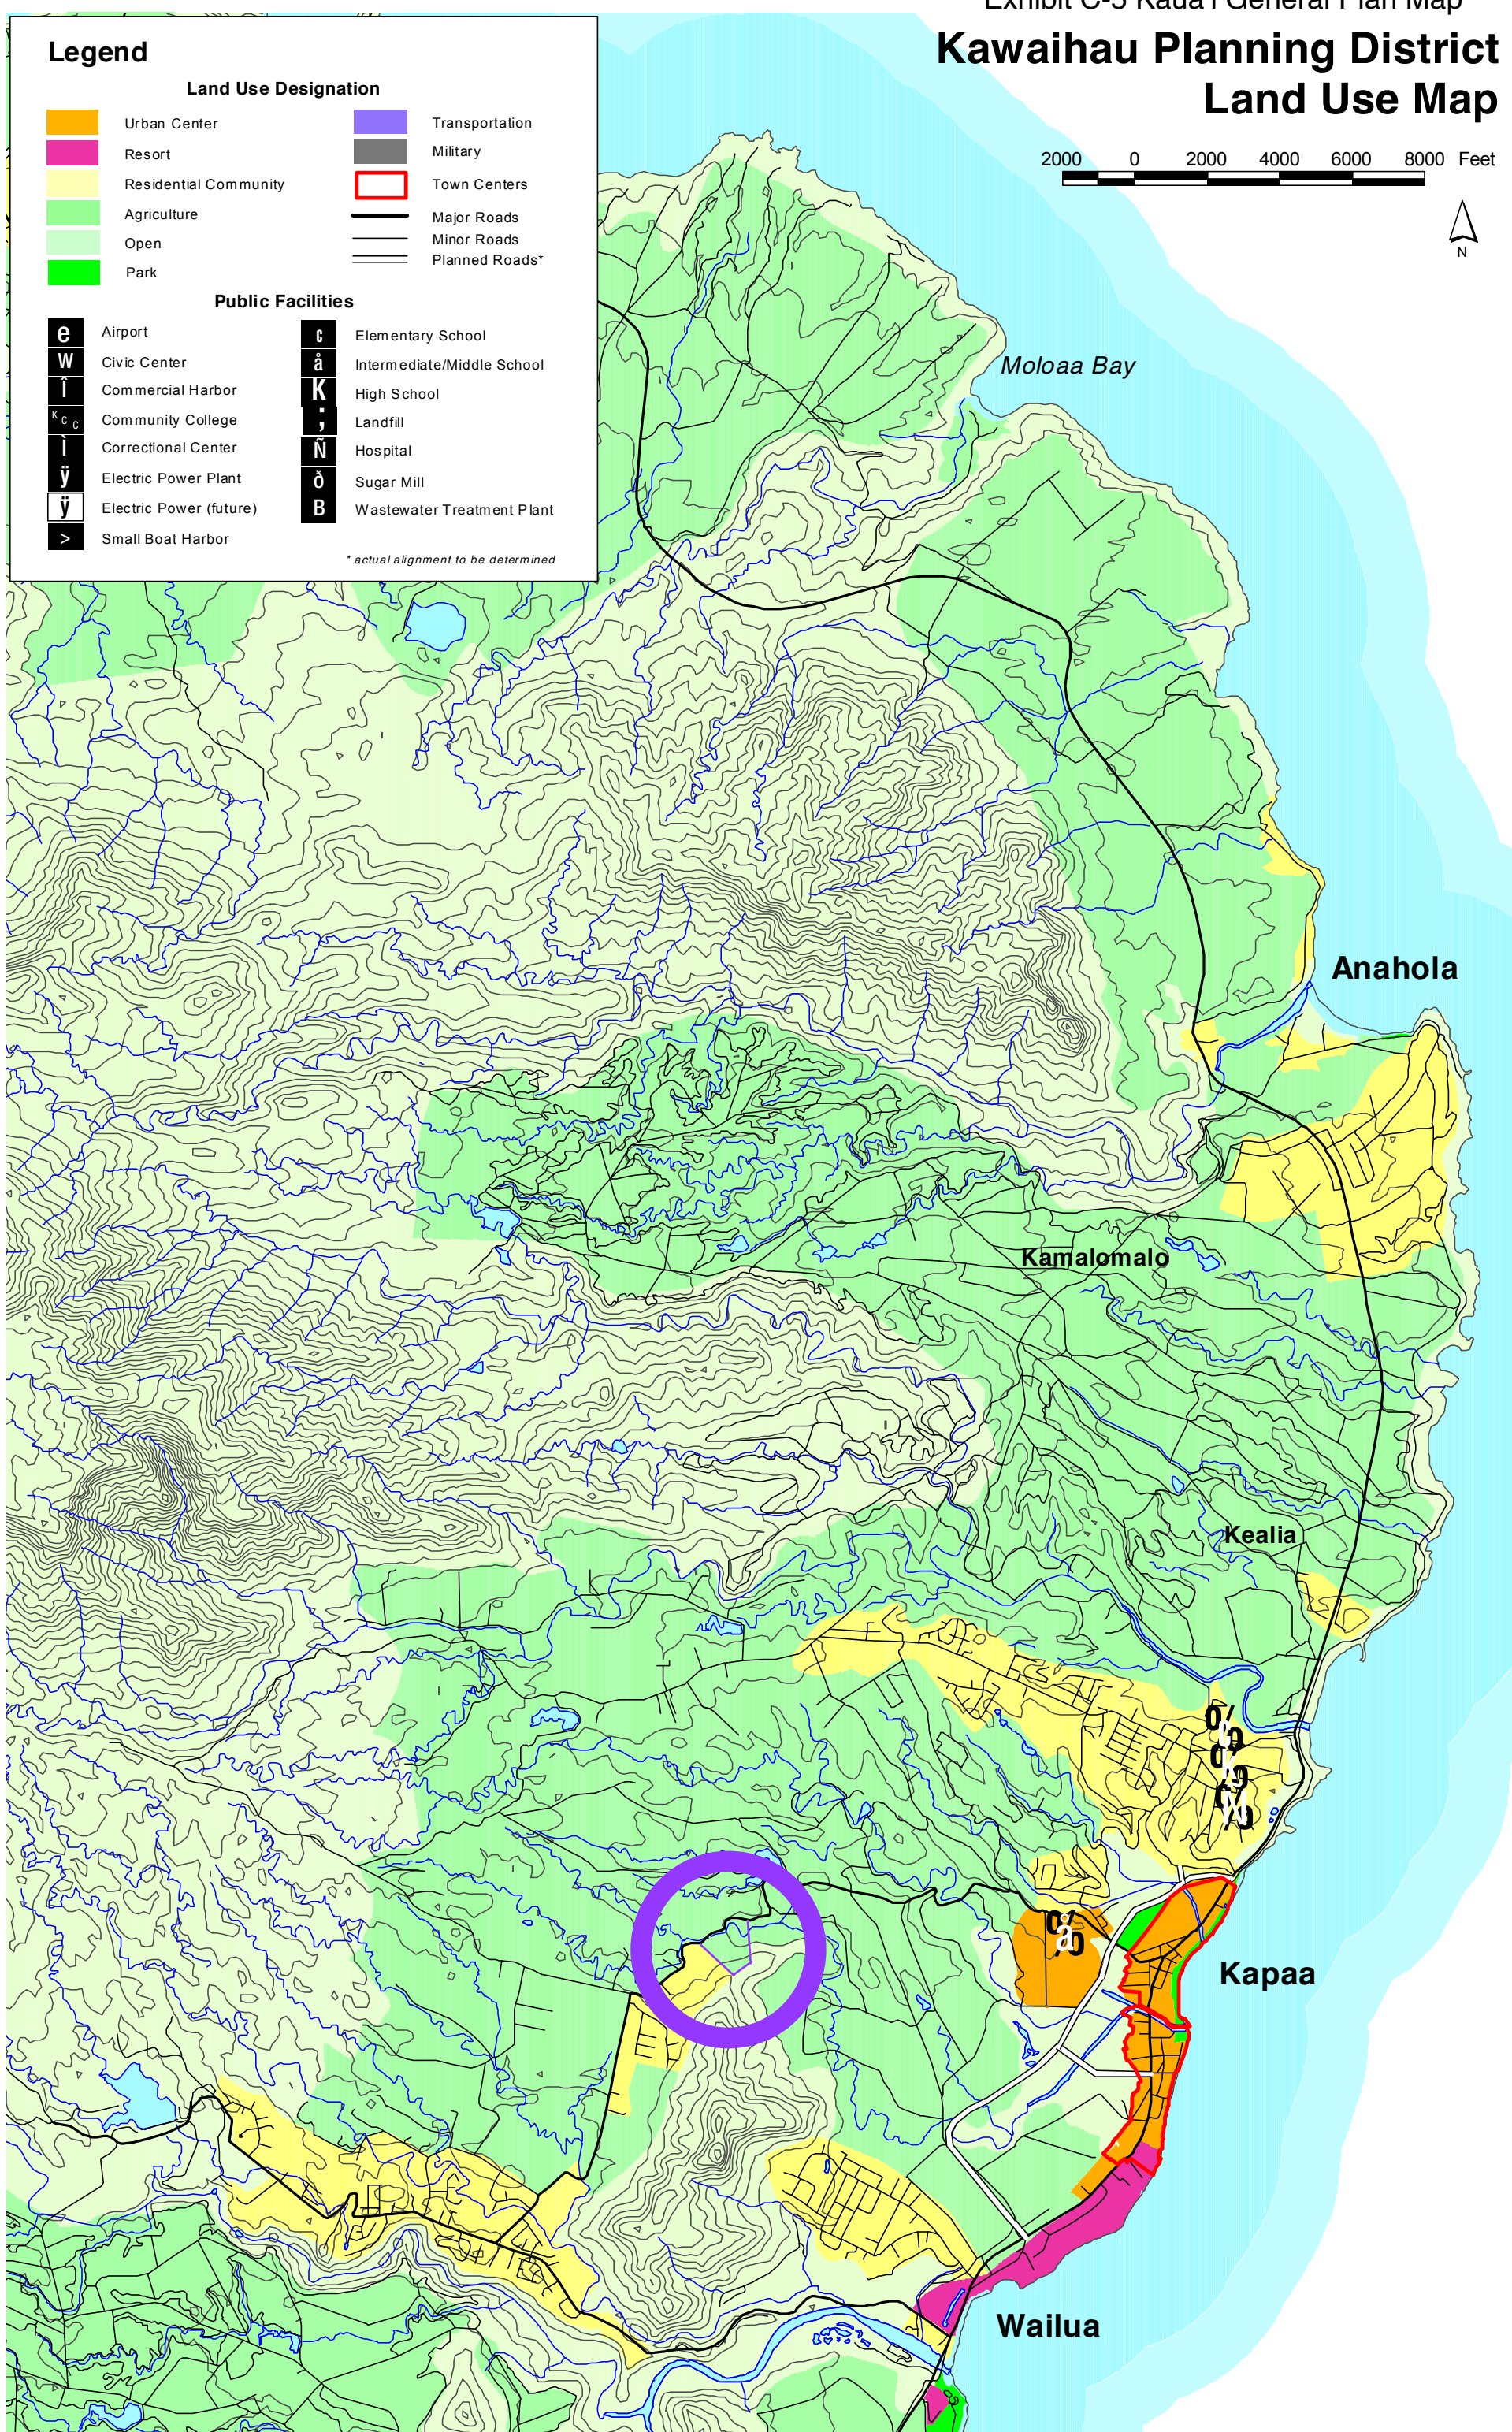 Exhibit C-5 Kaua'i General Plan Map
Kawaihau Planning District
Land Use Map
2000 0 2000 4000 6000 8000 Feet
N
Legend
Land Use Designation
Urban Center
Resort
Residential Community
Agriculture
Open
Park
Transportation
Military
Town Centers
Major Roads
Minor Roads
Planned Roads*
Public Facilities
e Airport
W Civic Center
Î Commercial Harbor
K C C Community College
Ì Correctional Center
ÿ Electric Power Plant
ÿ Electric Power (future)
> Small Boat Harbor
c Elementary School
å Intermediate/Middle School
K High School
; Landfill
Ñ Hospital
ð Sugar Mill
B Wastewater Treatment Plant
* actual alignment to be determined
Moloaa Bay
Anahola
Kamalomalo
Kealia
Kapaa
Wailua